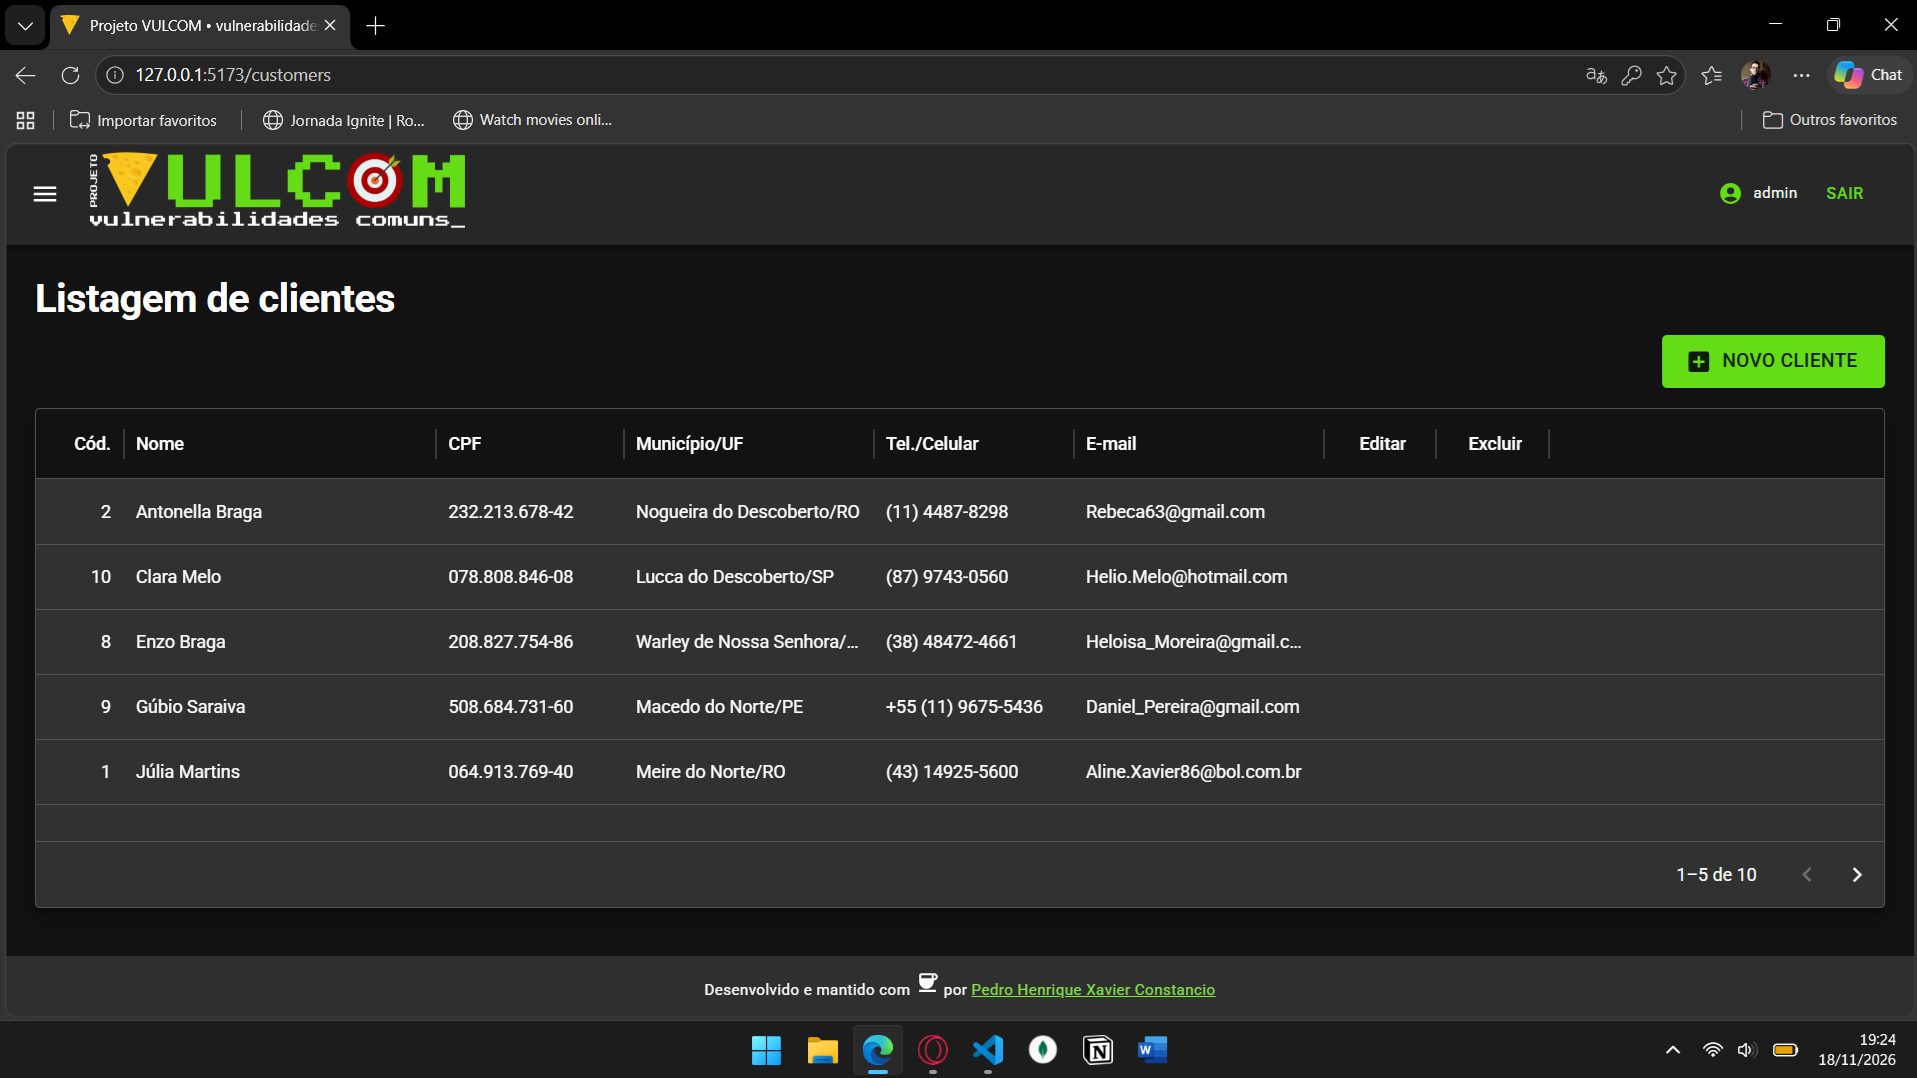 Projeto VULCOM • vulnerabilidade
127.0.0.1:5173/customers
Chat
Importar favoritos
Jornada Ignite | Ro...
Watch movies onli...
Outros favoritos
PROJETO
VULCOM
vulnerabilidades comuns_
admin
SAIR
Listagem de clientes
NOVO CLIENTE
Cód. Nome CPF Município/UF Tel./Celular E-mail Editar Excluir
2 Antonella Braga 232.213.678-42 Nogueira do Descoberto/RO (11) 4487-8298 Rebeca63@gmail.com
10 Clara Melo 078.808.846-08 Lucca do Descoberto/SP (87) 9743-0560 Helio.Melo@hotmail.com
8 Enzo Braga 208.827.754-86 Warley de Nossa Senhora/... (38) 48472-4661 Heloisa_Moreira@gmail.c...
9 Gúbio Saraiva 508.684.731-60 Macedo do Norte/PE +55 (11) 9675-5436 Daniel_Pereira@gmail.com
1 Júlia Martins 064.913.769-40 Meire do Norte/RO (43) 14925-5600 Aline.Xavier86@bol.com.br
1–5 de 10
Desenvolvido e mantido com por Pedro Henrique Xavier Constancio
19:24
18/11/2026